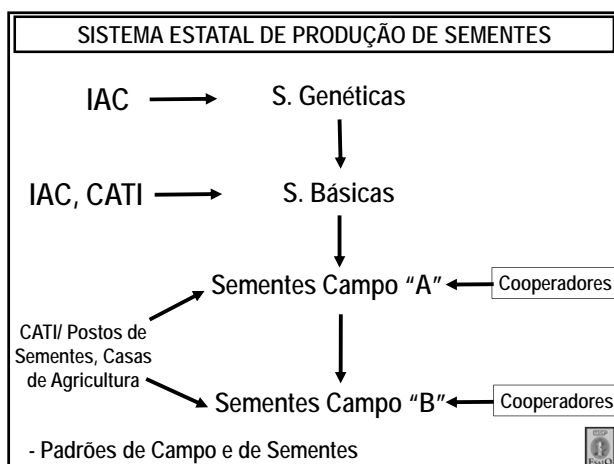 SISTEMA ESTATAL DE PRODUÇÃO DE SEMENTES
IAC
S. Genéticas
IAC, CATI
S. Básicas
Sementes Campo “A”
Cooperadores
CATI/ Postos de
Sementes, Casas
de Agricultura
Sementes Campo “B”
Cooperadores
- Padrões de Campo e de Sementes